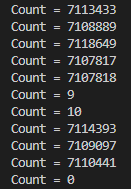 Count = 7113433
Count = 7108889
Count = 7118649
Count = 7107817
Count = 7107818
Count = 9
Count = 10
Count = 7114393
Count = 7109097
Count = 7110441
Count = 0